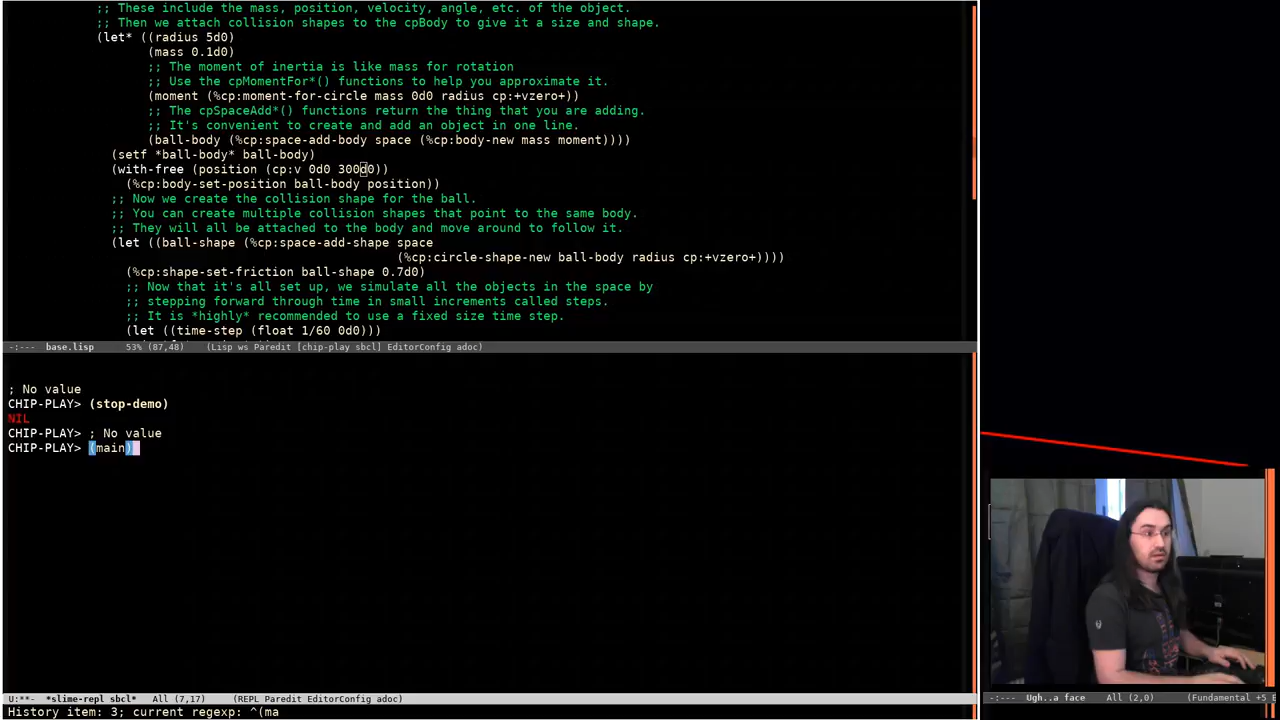 ;; These include the mass, position, velocity, angle, etc. of the object.
;; Then we attach collision shapes to the cpBody to give it a size and shape.
(let* ((radius 5d0)
(mass 0.1d0)
;; The moment of inertia is like mass for rotation
;; Use the cpMomentFor*() functions to help you approximate it.
(moment (%cp:moment-for-circle mass 0d0 radius cp:+vzero+))
;; The cpSpaceAdd*() functions return the thing that you are adding.
;; It's convenient to create and add an object in one line.
(ball-body (%cp:space-add-body space (%cp:body-new mass moment))))
(setf *ball-body* ball-body)
(with-free (position (cp:v 0d0 300d0))
(%cp:body-set-position ball-body position))
;; Now we create the collision shape for the ball.
;; You can create multiple collision shapes that point to the same body.
;; They will all be attached to the body and move around to follow it.
(let ((ball-shape (%cp:space-add-shape space
(%cp:circle-shape-new ball-body radius cp:+vzero+))))
(%cp:shape-set-friction ball-shape 0.7d0)
;; Now that it's all set up, we simulate all the objects in the space by
;; stepping forward through time in small increments called steps.
;; It is *highly* recommended to use a fixed size time step.
(let ((time-step (float 1/60 0d0)))
-:--- base.lisp 53% (87,48) (Lisp ws Paredit [chip-play sbcl] EditorConfig adoc)
; No value
CHIP-PLAY> (stop-demo)
NIL
CHIP-PLAY> ; No value
CHIP-PLAY> (main)
U:**- *slime-repl sbcl* All (7,17) (REPL Paredit EditorConfig adoc)
History item: 3; current regexp: ^(ma
-:--- Ugh..a face All (2,0) (Fundamental +5 E